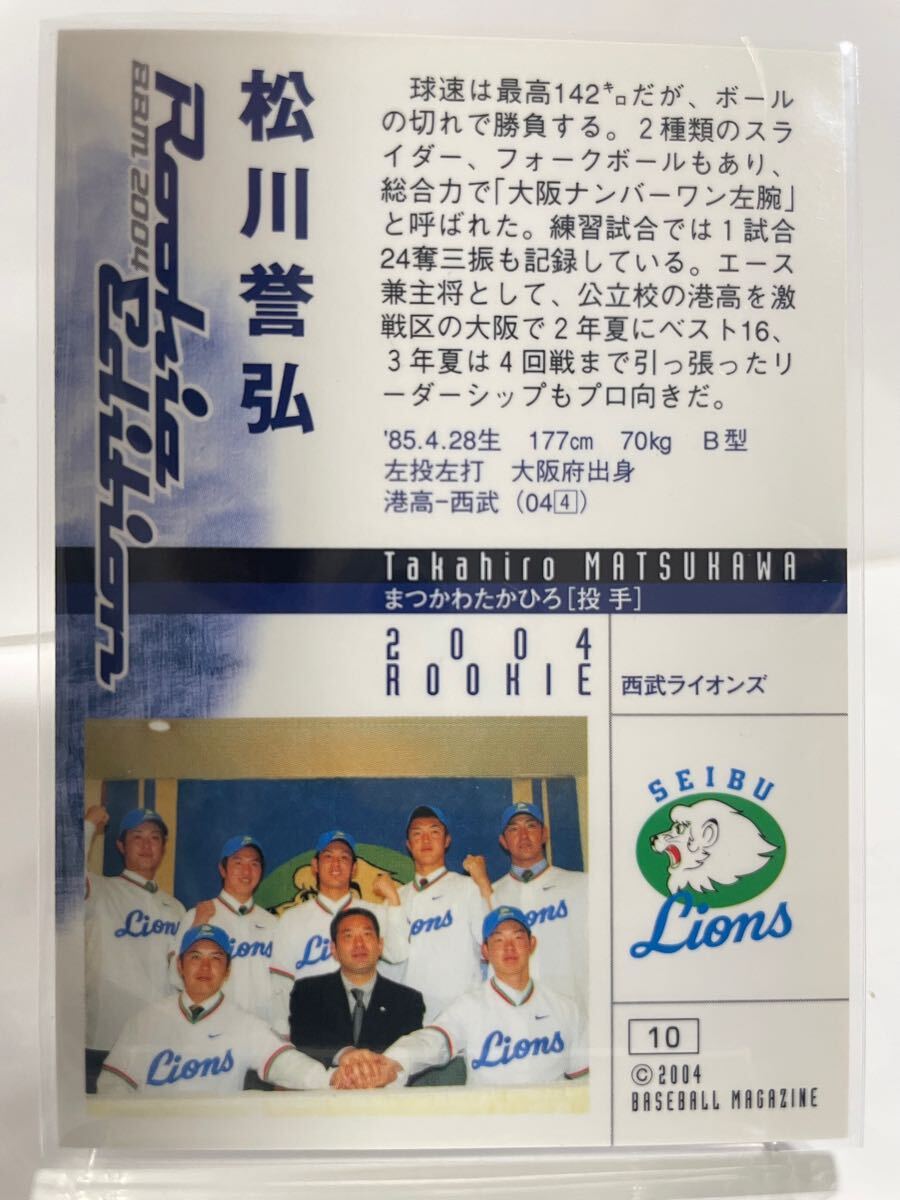 BBM 2004
Rookie
Edition
松川誉弘
球速は最高142㌔だが、ボール
の切れで勝負する。2種類のスラ
イダー、フォークボールもあり、
総合力で「大阪ナンバーワン左腕」
と呼ばれた。練習試合では1試合
24奪三振も記録している。エース
兼主将として、公立校の港高を激
戦区の大阪で2年夏にベスト16、
3年夏は4回戦まで引っ張ったリ
ーダーシップもプロ向きだ。
'85.4.28生 177㎝ 70kg B型
左投左打 大阪府出身
港高−西武（04[4]）
Takahiro MATSUKAWA
まつかわたかひろ[投手]
2004
ROOKIE
西武ライオンズ
SEIBU
Lions
Lions
Lions
Lions
Lions
Lions
10
©2004
BASEBALL MAGAZINE